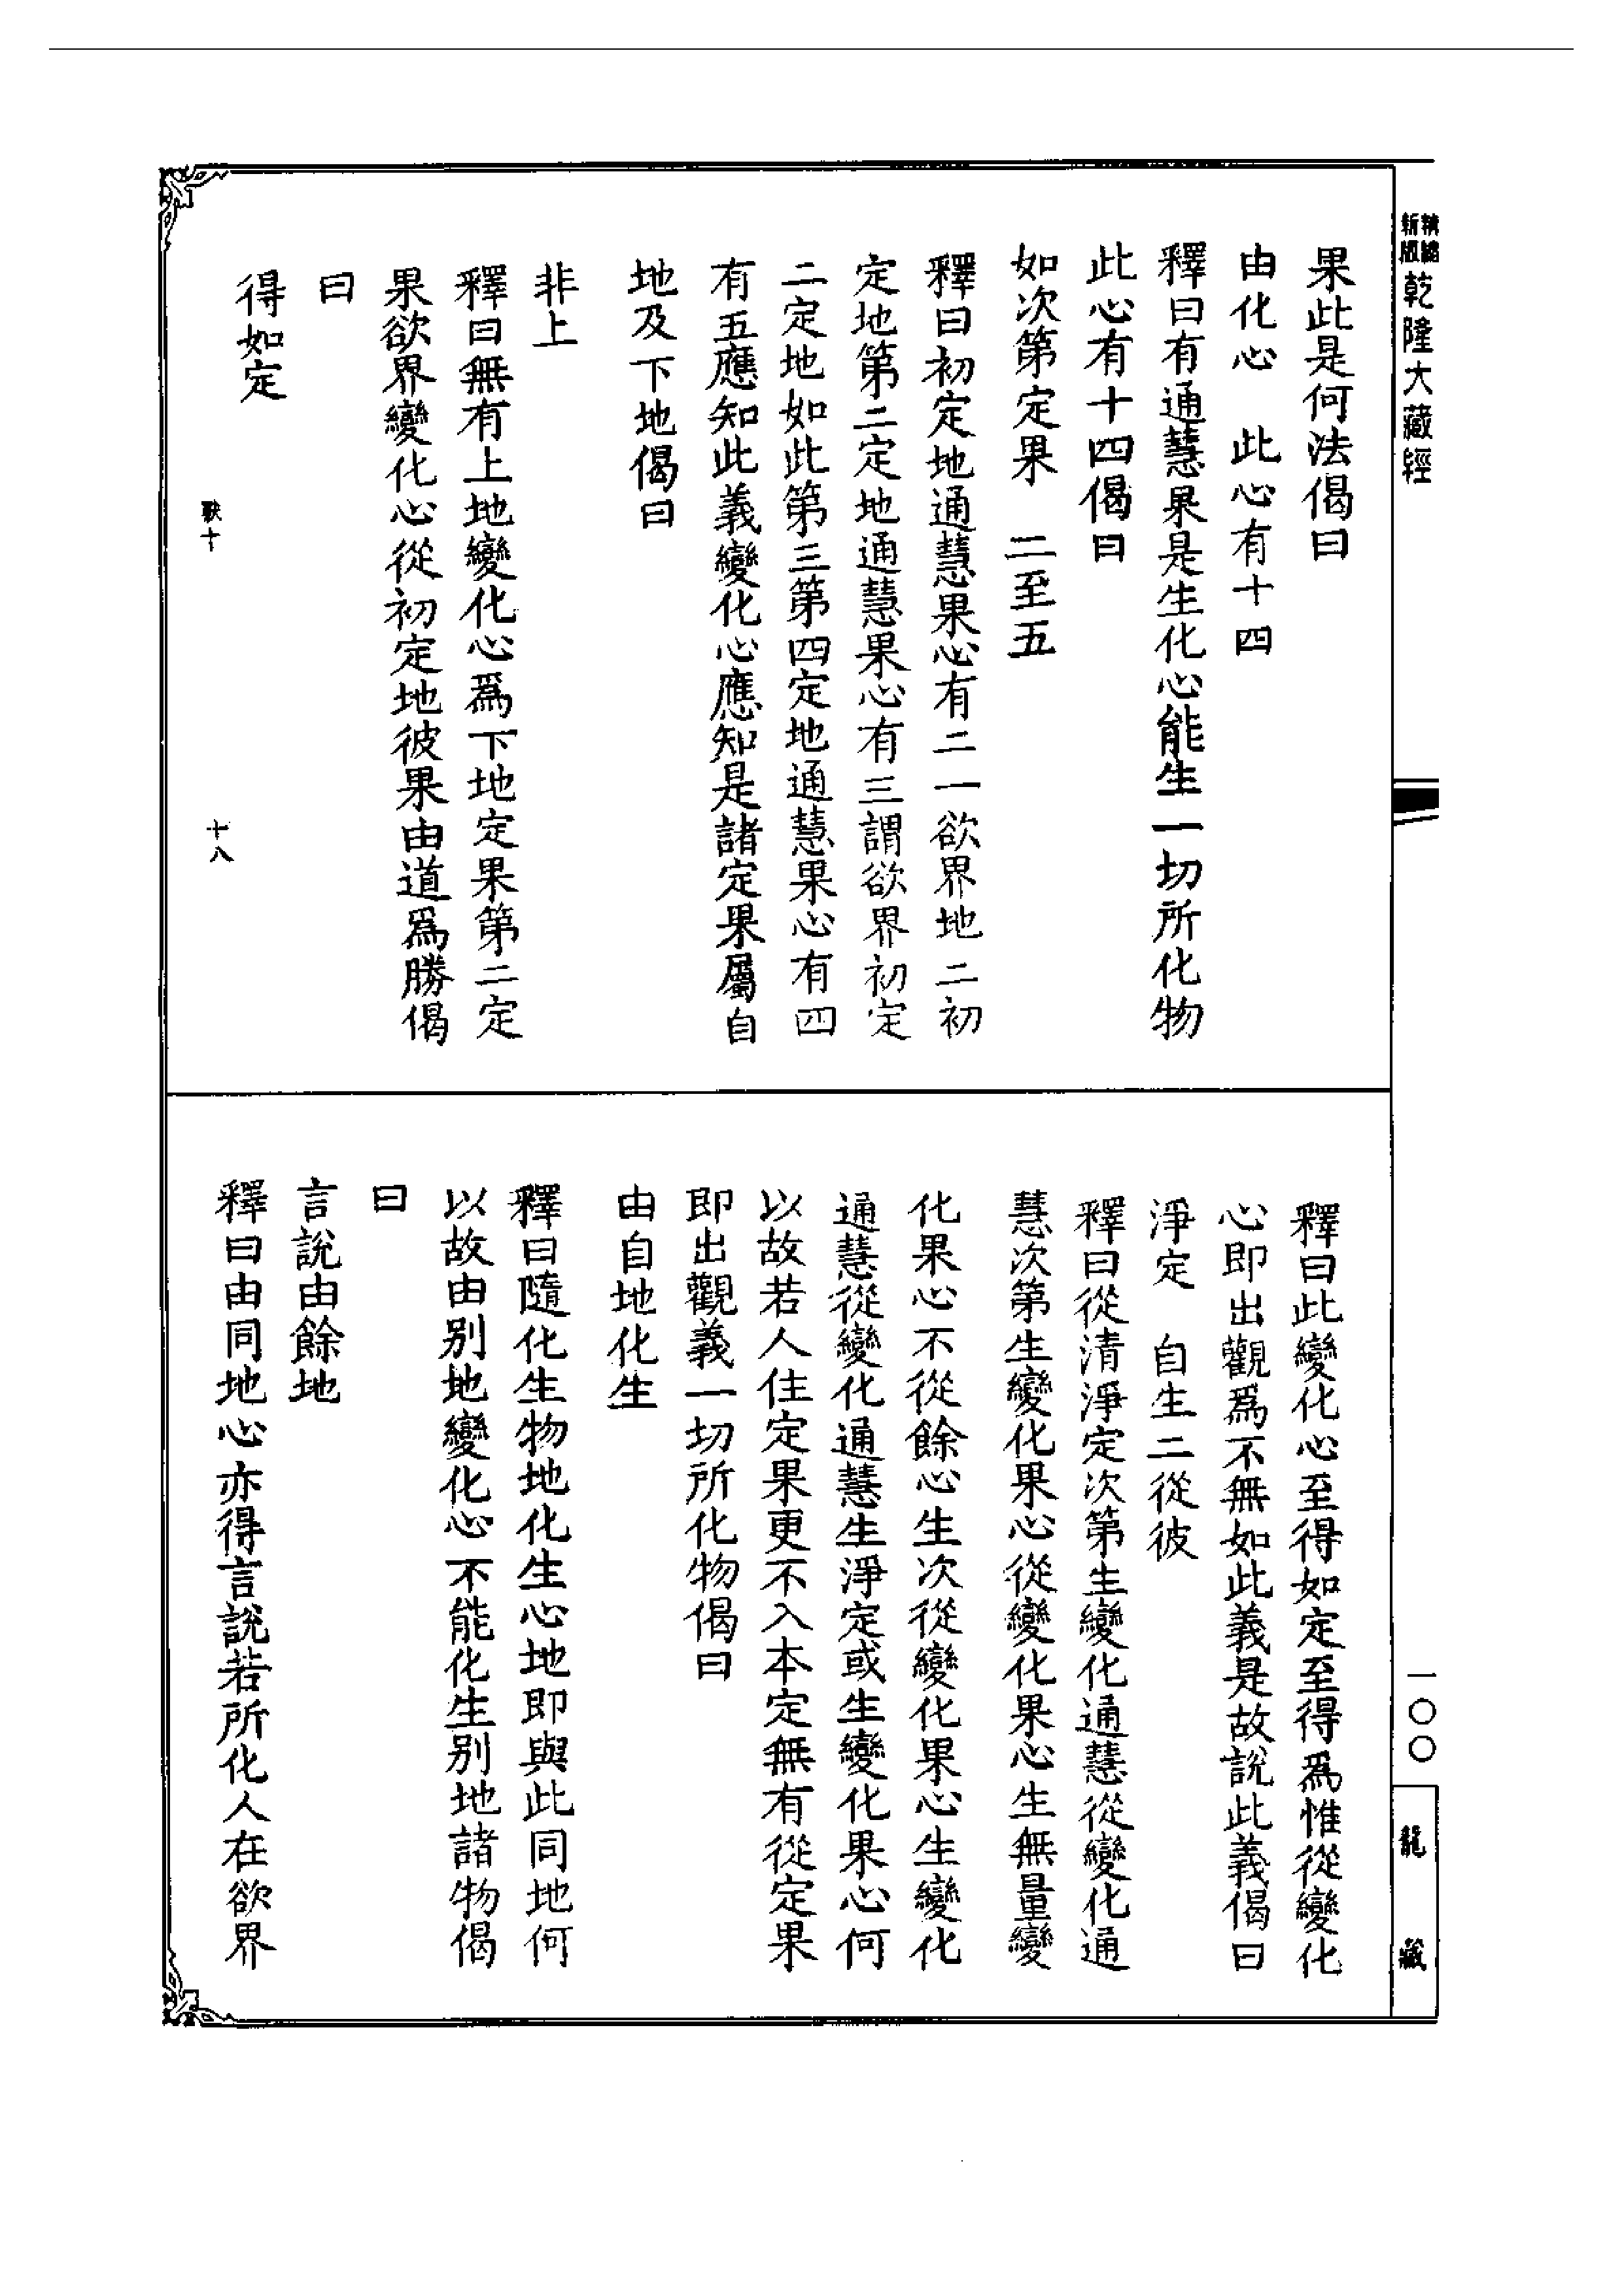 乾隆大藏經
新版
一〇〇
龍藏
果此是何法偈曰
由化心　此心有十四
釋曰有通慧果是生化心能生一切所化物
此心有十四偈曰
如次第定果　二至五
釋曰初定地通慧果心有二一欲界地二初
定地第二定地通慧果心有三謂欲界初定
二定地如此第三第四定地通慧果心有四
有五應知此義變化心應知是諸定果屬自
地及下地偈曰
非上
釋曰無有上地變化心爲下地定果第二定
果欲界變化心從初定地彼果由道爲勝偈
曰
得如定
十
十八
釋曰此變化心至得如定至得爲惟從變化
心即出觀爲不無如此義是故說此義偈曰
淨定　自生二從彼
釋曰從清淨定次第生變化通慧從變化通
慧次第生變化果心從變化果心生無量變
化果心不從餘心生次從變化果心生變化
通慧從變化通慧生淨定或生變化果心何
以故若人住定果更不入本定無有從定果
即出觀義一切所化物偈曰
由自地化生
釋曰隨化生物地化生心地即與此同地何
以故由別地變化心不能化生別地諸物偈
曰
言說由餘地
釋曰由同地心亦得言說若所化人在欲界